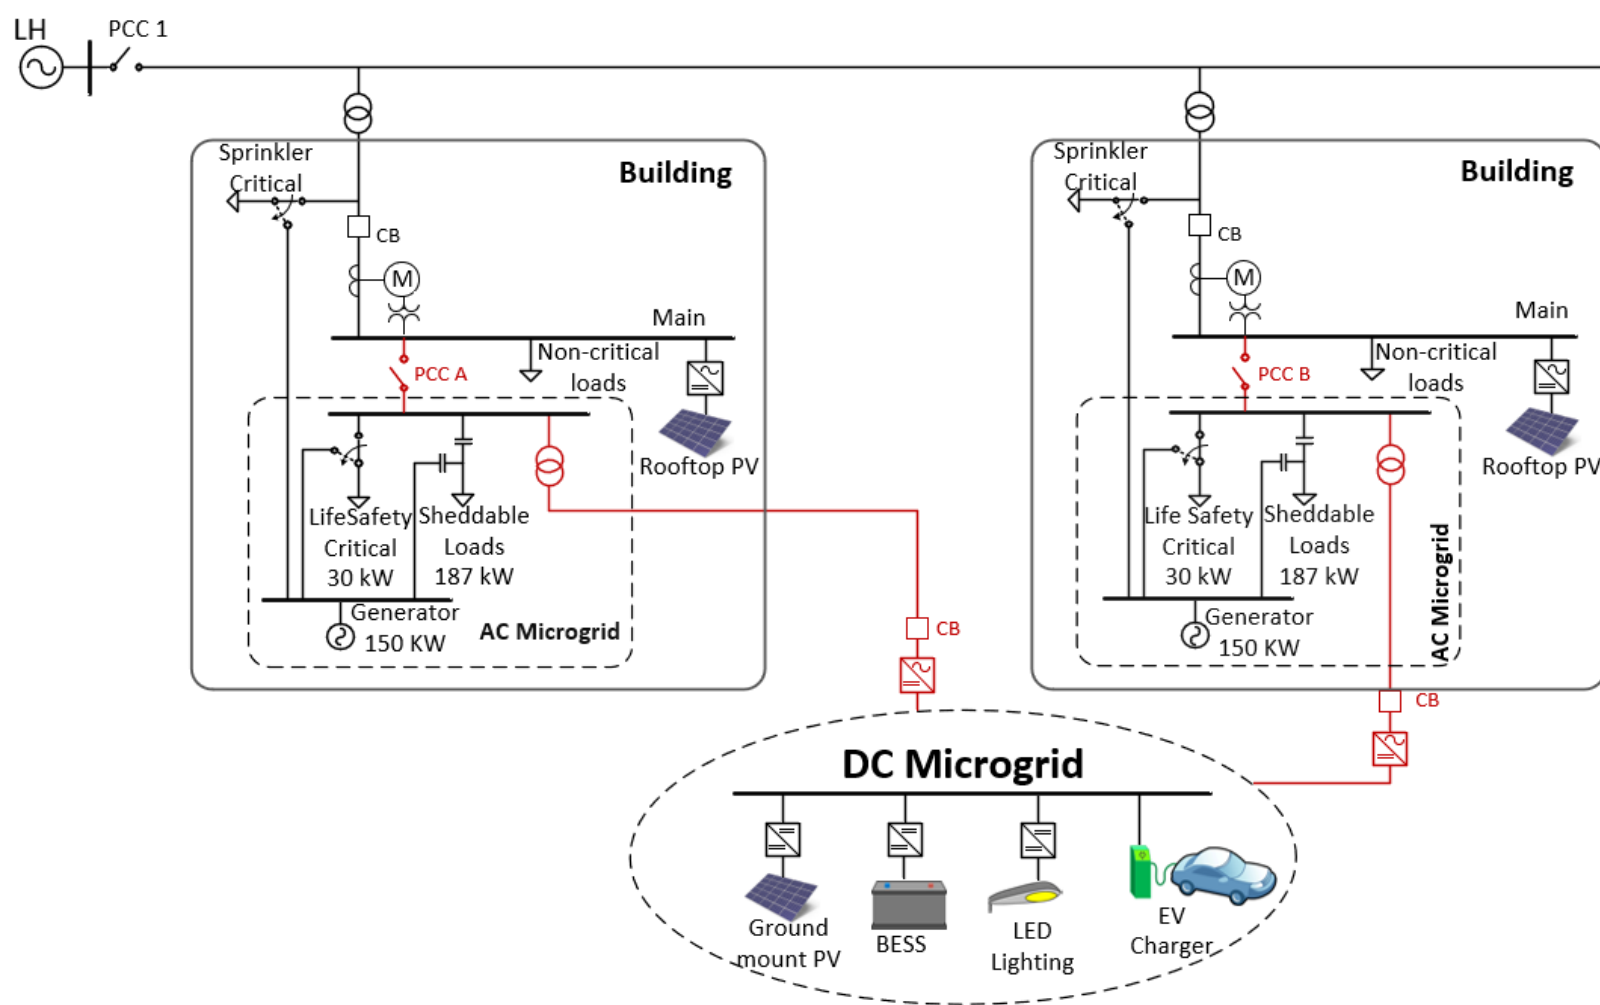 LH
PCC 1
Sprinkler
Critical
Building
CB
M
Main
Non-critical
loads
PCC A
Rooftop PV
LifeSafety
Critical
30 kW
Sheddable
Loads
187 kW
Generator
150 KW
AC Microgrid
CB
Sprinkler
Critical
Building
CB
M
Main
Non-critical
loads
PCC B
Rooftop PV
Life Safety
Critical
30 kW
Sheddable
Loads
187 kW
Generator
150 KW
AC Microgrid
CB
DC Microgrid
Ground
mount PV
BESS
LED
Lighting
EV
Charger